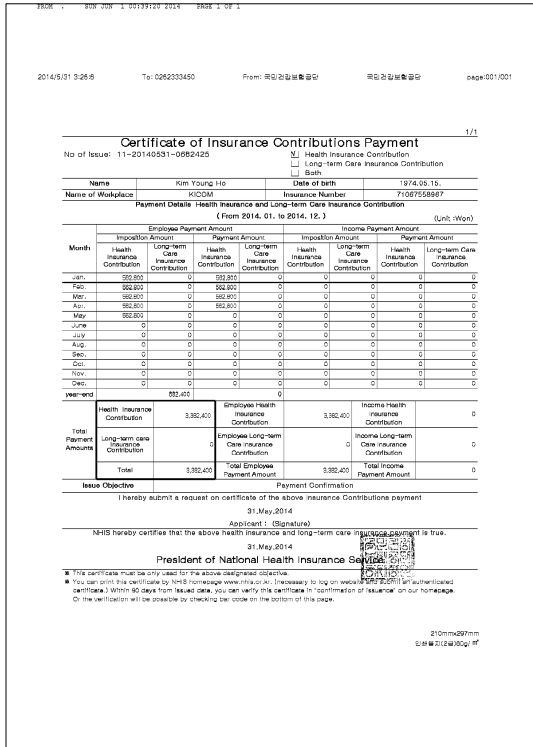 FROM : SUN JUN 1 00:39:20 2014 PAGE 1 OF 1
2014/5/31 3:26:8 To: 0262333450 From: 국민건강보험공단 국민건강보험공단 page:001/001
1/1
Certificate of Insurance Contributions Payment
No of Issue: 11-20140531-0682425
Health Insurance Contribution
Long-term Care Insurance Contribution
Both
Name Kim Young Ho Date of birth 1974.05.15.
Name of Workplace KICOM Insurance Number 71067558967
Payment Details Health Insurance and Long-term Care Insurance Contribution
( From 2014. 01. to 2014. 12. ) (Unit :Won)
Month Employee Payment Amount Income Payment Amount
Imposition Amount Payment Amount Imposition Amount Payment Amount
Health Insurance Contribution Long-term Care Insurance Contribution Health Insurance Contribution Long-term Care Insurance Contribution Health Insurance Contribution Long-term Care Insurance Contribution Health Insurance Contribution Long-term Care Insurance Contribution
Jan. 562,800 0 562,800 0 0 0 0 0
Feb. 562,800 0 562,800 0 0 0 0 0
Mar. 562,800 0 562,800 0 0 0 0 0
Apr. 562,800 0 562,800 0 0 0 0 0
May 562,800 0 0 0 0 0 0 0
June 0 0 0 0 0 0 0 0
July 0 0 0 0 0 0 0 0
Aug. 0 0 0 0 0 0 0 0
Sep. 0 0 0 0 0 0 0 0
Oct. 0 0 0 0 0 0 0 0
Nov. 0 0 0 0 0 0 0 0
Dec. 0 0 0 0 0 0 0 0
year-end 0
Total Payment Amounts
Health Insurance Contribution 3,382,400 Employee Health Insurance Contribution 3,382,400 Income Health Insurance Contribution 0
Long-term care Insurance Contribution 0 Employee Long-term Care Insurance Contribution 0 Income Long-term Care Insurance Contribution 0
Total 3,382,400 Total Employee Payment Amount 3,382,400 Total Income Payment Amount 0
Issue Objective Payment Confirmation
I hereby submit a request on certificate of the above Insurance Contributions payment
31,May,2014
Applicant : (Signature)
NHIS hereby certifies that the above health insurance and long-term care insurance payment is true.
31,May,2014
President of National Health Insurance Service
※ This certificate must be only used for the above designated objective.
※ You can print this certificate by NHIS homepage www.nhis.or.kr. (necessary to log on website and submit an authenticated
certificate.) Within 90 days from issued date, you can verify this certificate in "confirmation of issuance" on our homepage.
Or the verification will be possible by checking bar code on the bottom of this page.
210mmx297mm
인쇄용지(2급)60g/㎡